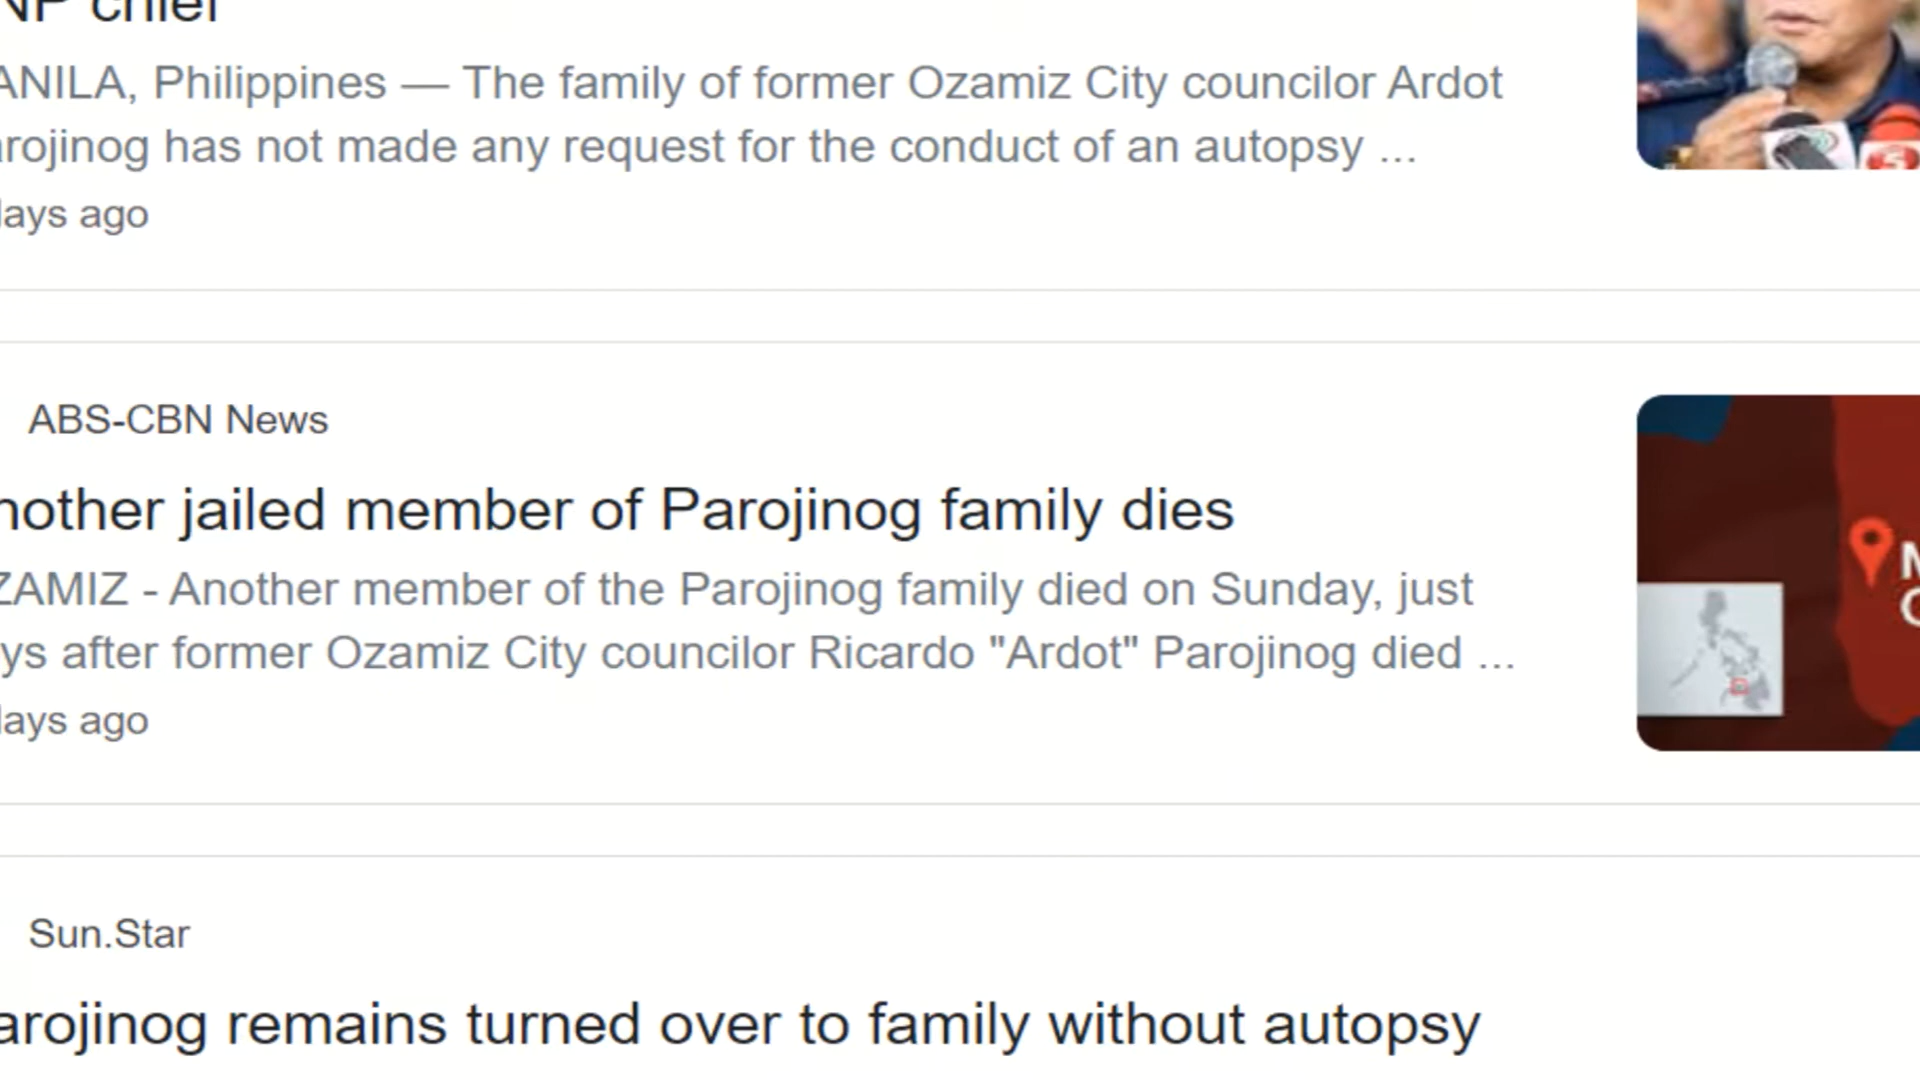 NP chief
ANILA, Philippines — The family of former Ozamiz City councilor Ardot
arojinog has not made any request for the conduct of an autopsy ...
days ago
ABS-CBN News
nother jailed member of Parojinog family dies
ZAMIZ - Another member of the Parojinog family died on Sunday, just
ys after former Ozamiz City councilor Ricardo "Ardot" Parojinog died ...
days ago
Sun.Star
arojinog remains turned over to family without autopsy
5